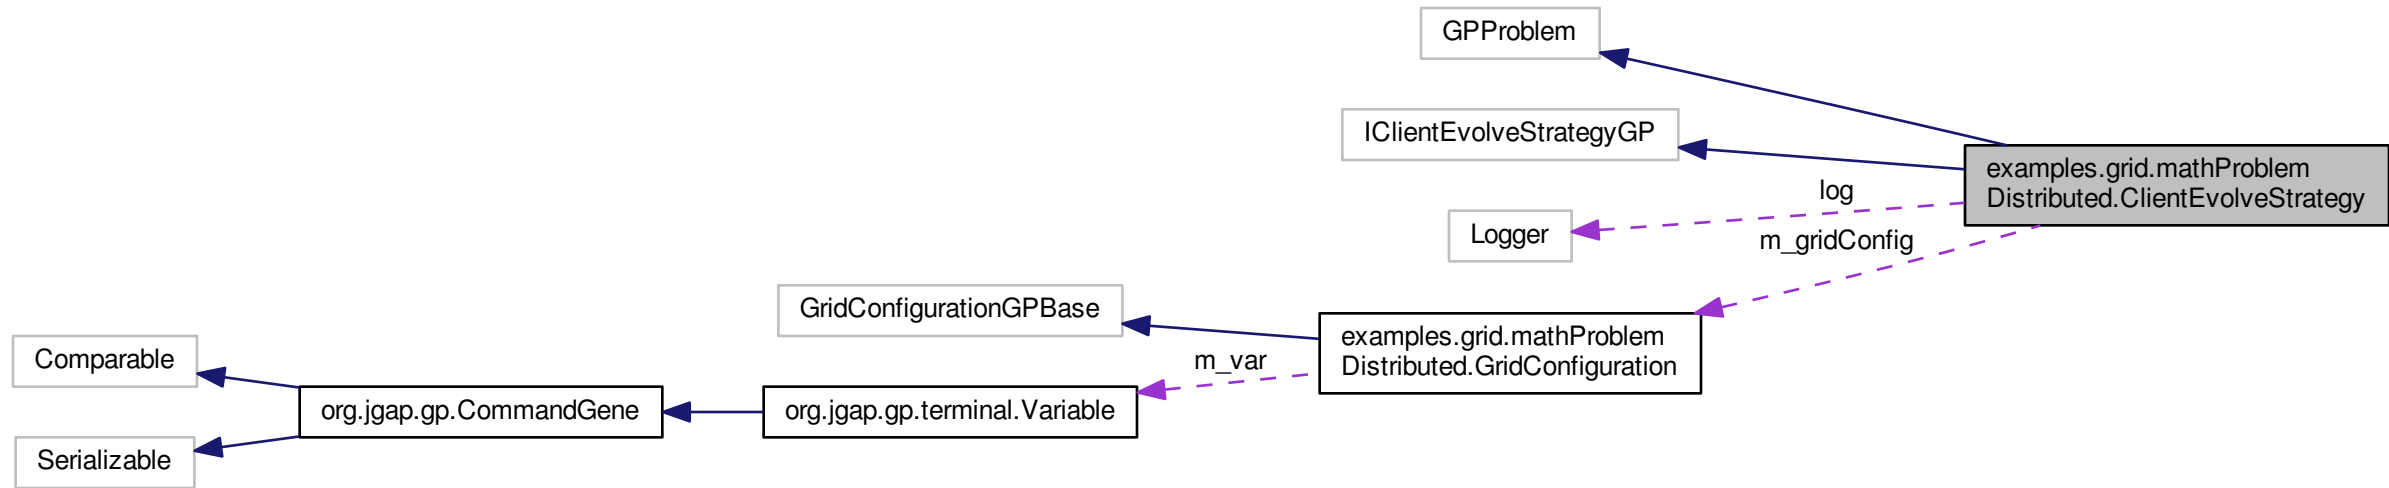 GPProblem
IClientEvolveStrategyGP
examples.grid.mathProblem
Distributed.ClientEvolveStrategy
log
Logger
m_gridConfig
GridConfigurationGPBase
examples.grid.mathProblem
Distributed.GridConfiguration
m_var
Comparable
org.jgap.gp.CommandGene
org.jgap.gp.terminal.Variable
Serializable